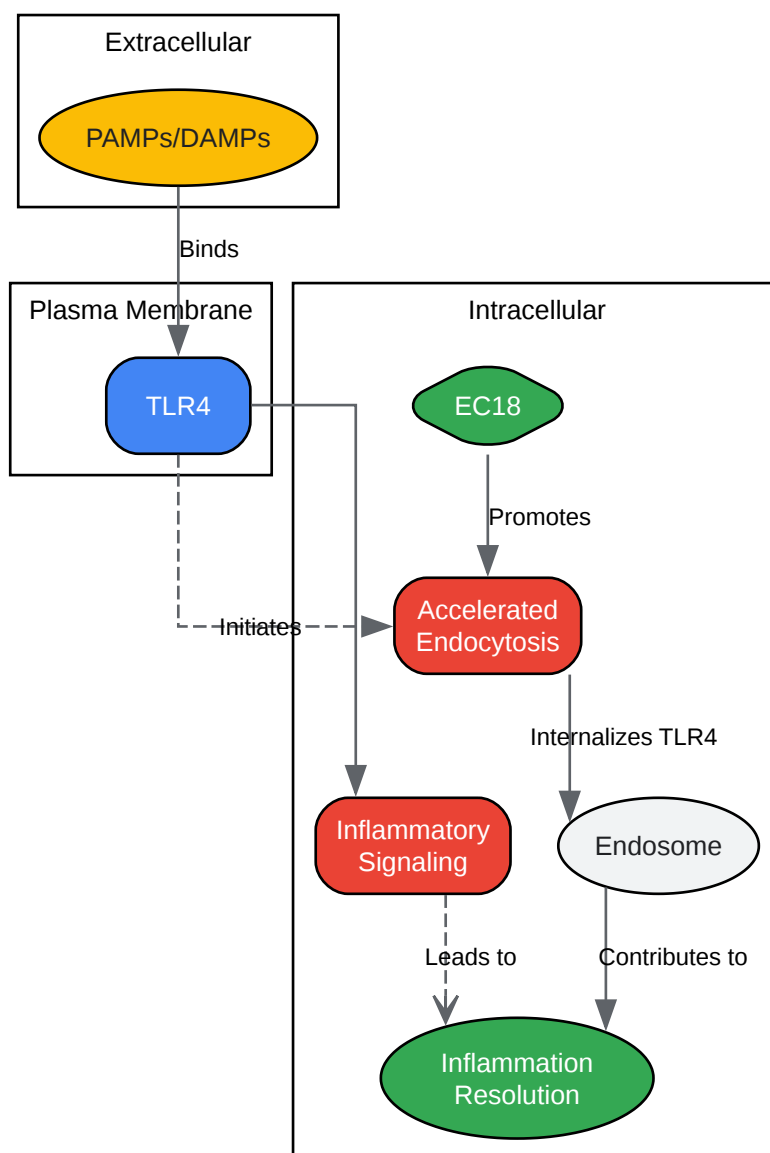 Extracellular
PAMPs/DAMPs
Binds
Plasma Membrane
Intracellular
TLR4
EC18
Promotes
Accelerated
Endocytosis
Initiates
Internalizes TLR4
Inflammatory
Signaling
Endosome
Leads to
Contributes to
Inflammation
Resolution